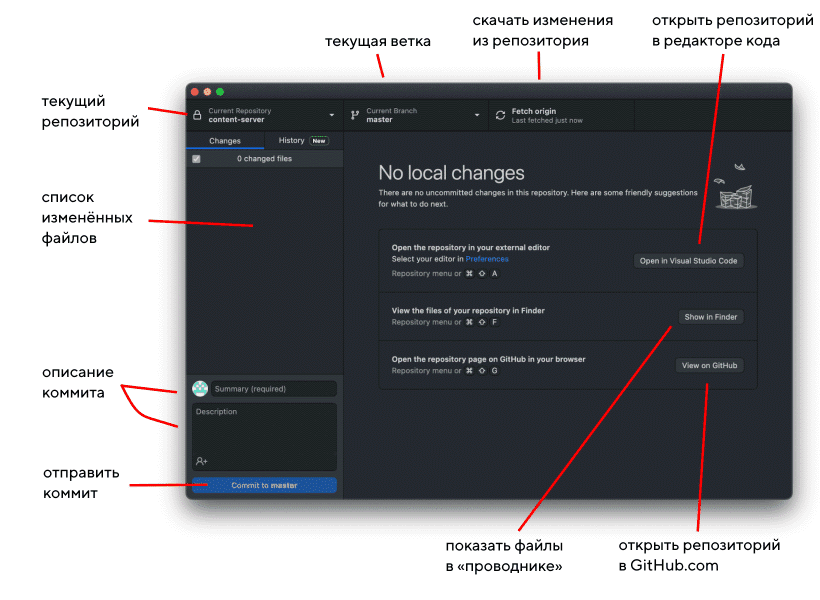 скачать изменения
из репозитория
открыть репозиторий
в редакторе кода
текущая ветка
текущий
репозиторий
Current Repository
content-server
Current Branch
master
Fetch origin
Last fetched just now
Changes
History New
0 changed files
список
изменённых
файлов
No local changes
There are no uncommitted changes in this repository. Here are some friendly suggestions
for what to do next.
Open the repository in your external editor
Select your editor in Preferences
Repository menu or ⌘ ⇧ A
Open in Visual Studio Code
View the files of your repository in Finder
Repository menu or ⌘ ⇧ F
Show in Finder
Open the repository page on GitHub in your browser
Repository menu or ⌘ ⇧ G
View on GitHub
описание
коммита
Summary (required)
Description
отправить
коммит
Commit to master
показать файлы
в «проводнике»
открыть репозиторий
в GitHub.com